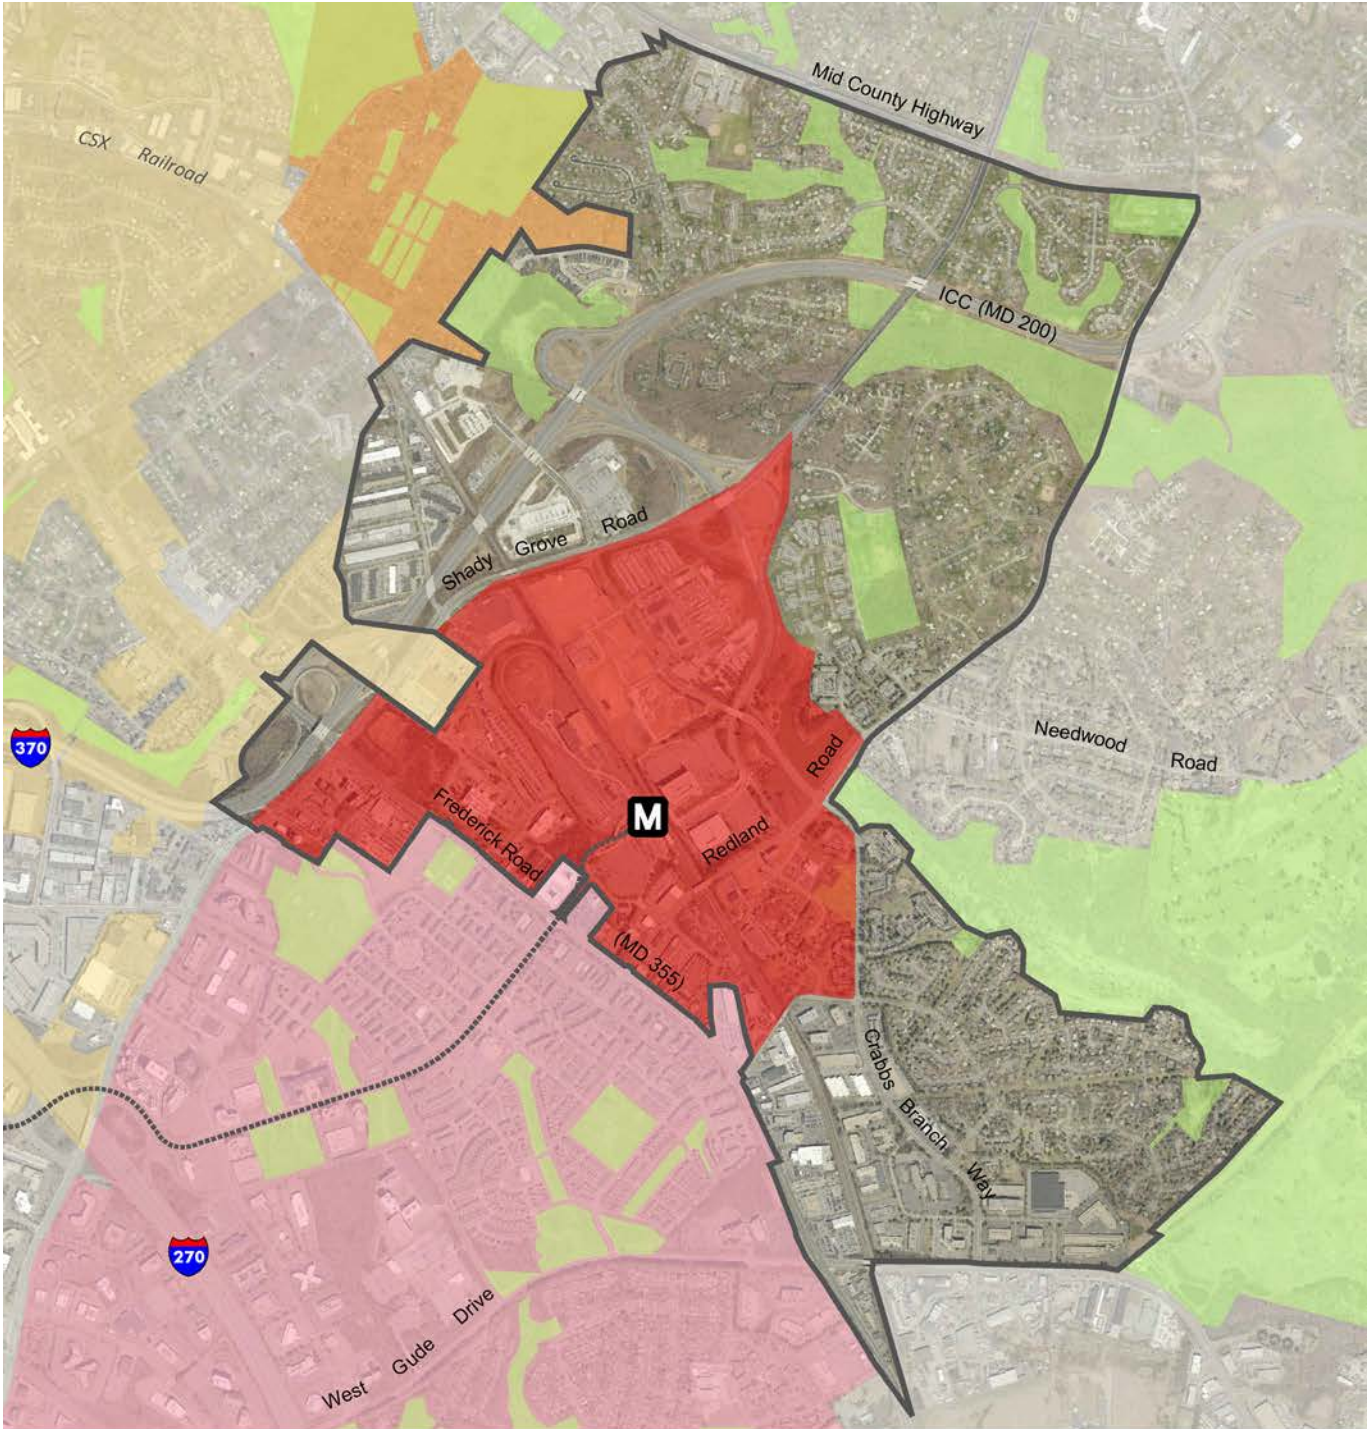 Mid County Highway
CSX Railroad
ICC (MD 200)
Shady Grove Road
370
Needwood Road
Road
Frederick Road
M
Redland
(MD 355)
Crabbs Branch Way
270
West Gude Drive